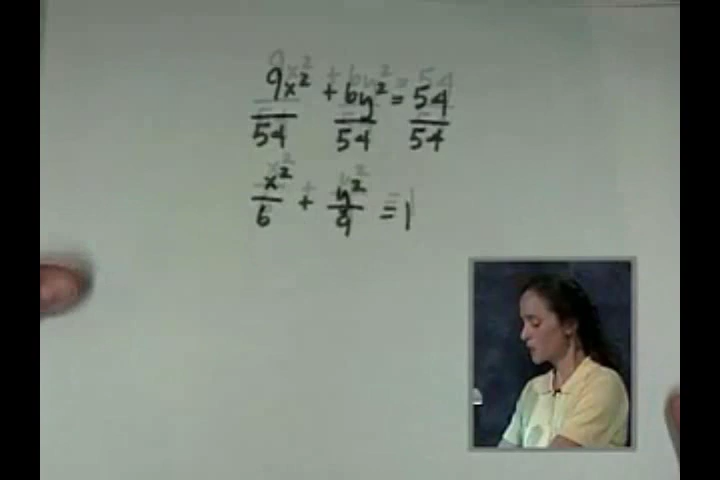 9x² + 6y² = 54
54 54 54
x² + y² = 1
6 9